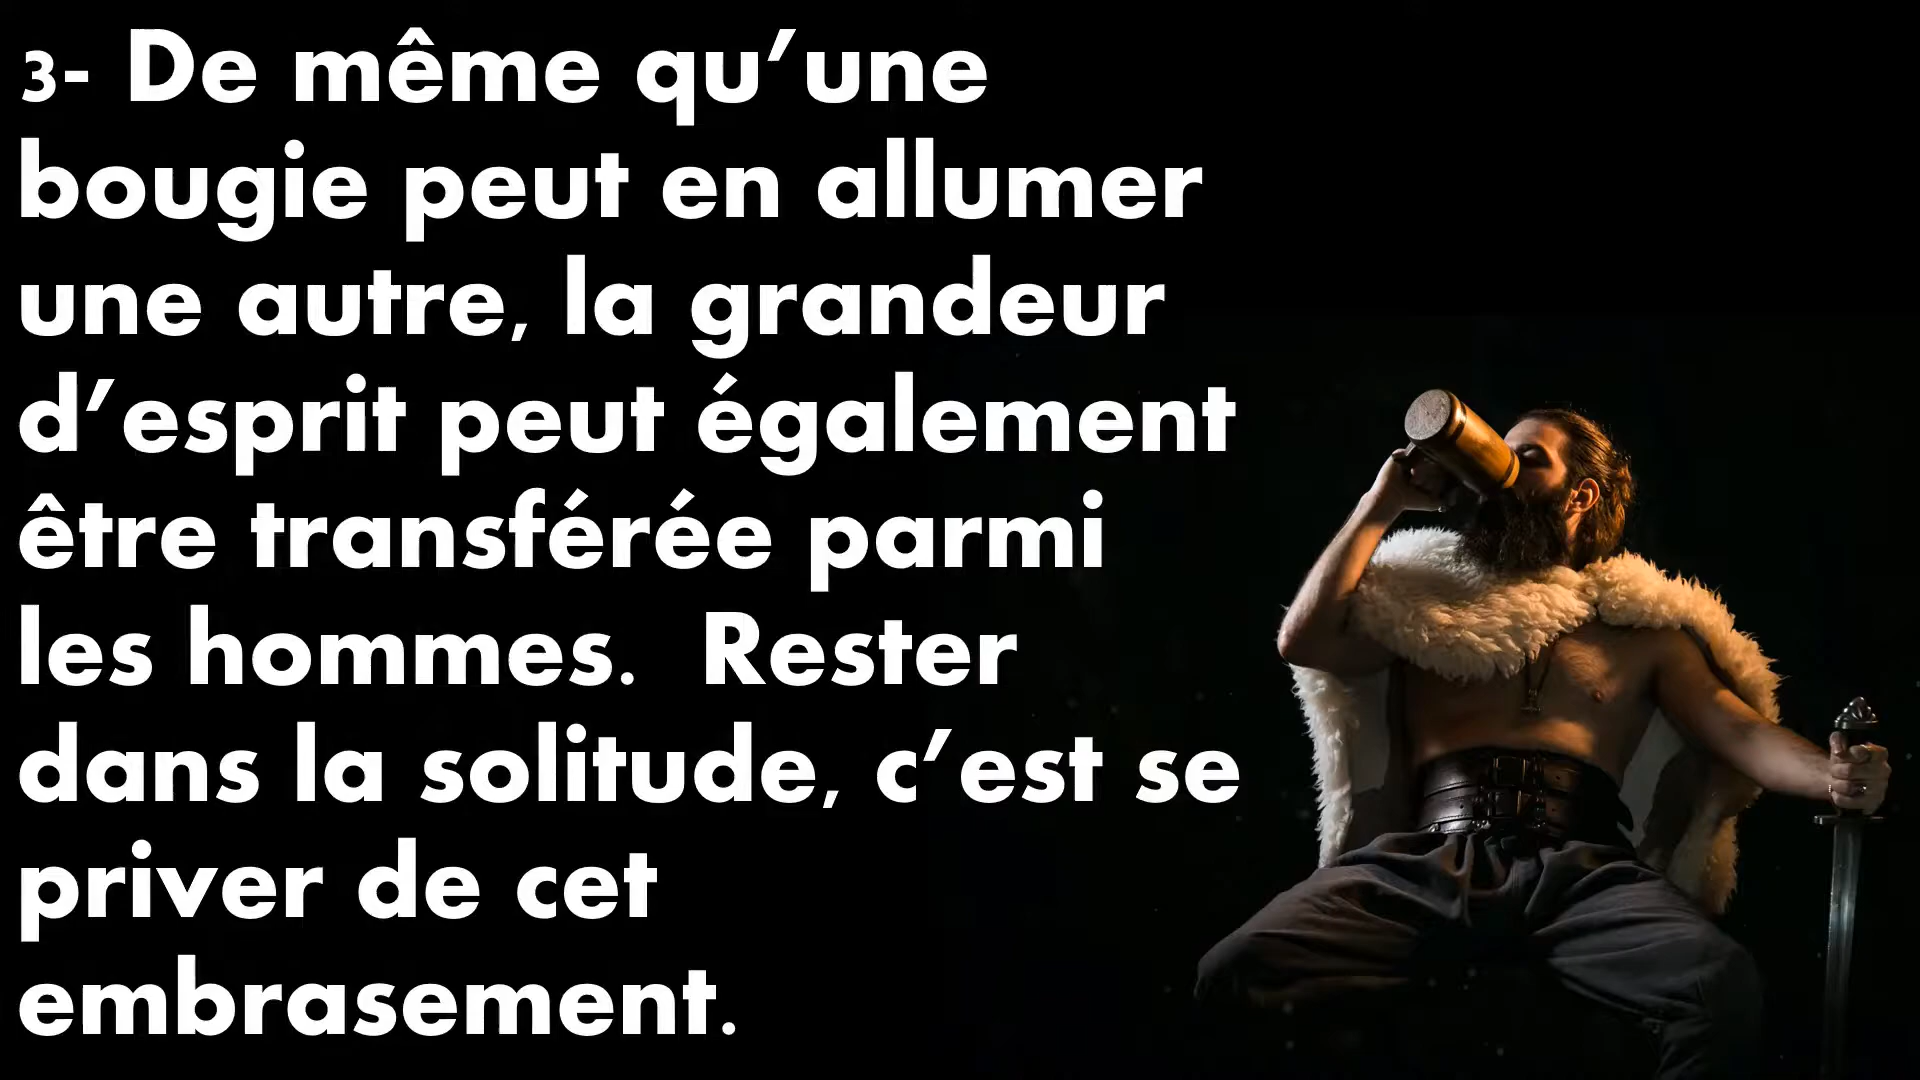 3- De même qu’une
bougie peut en allumer
une autre, la grandeur
d’esprit peut également
être transférée parmi
les hommes.  Rester
dans la solitude, c’est se
priver de cet
embrasement.